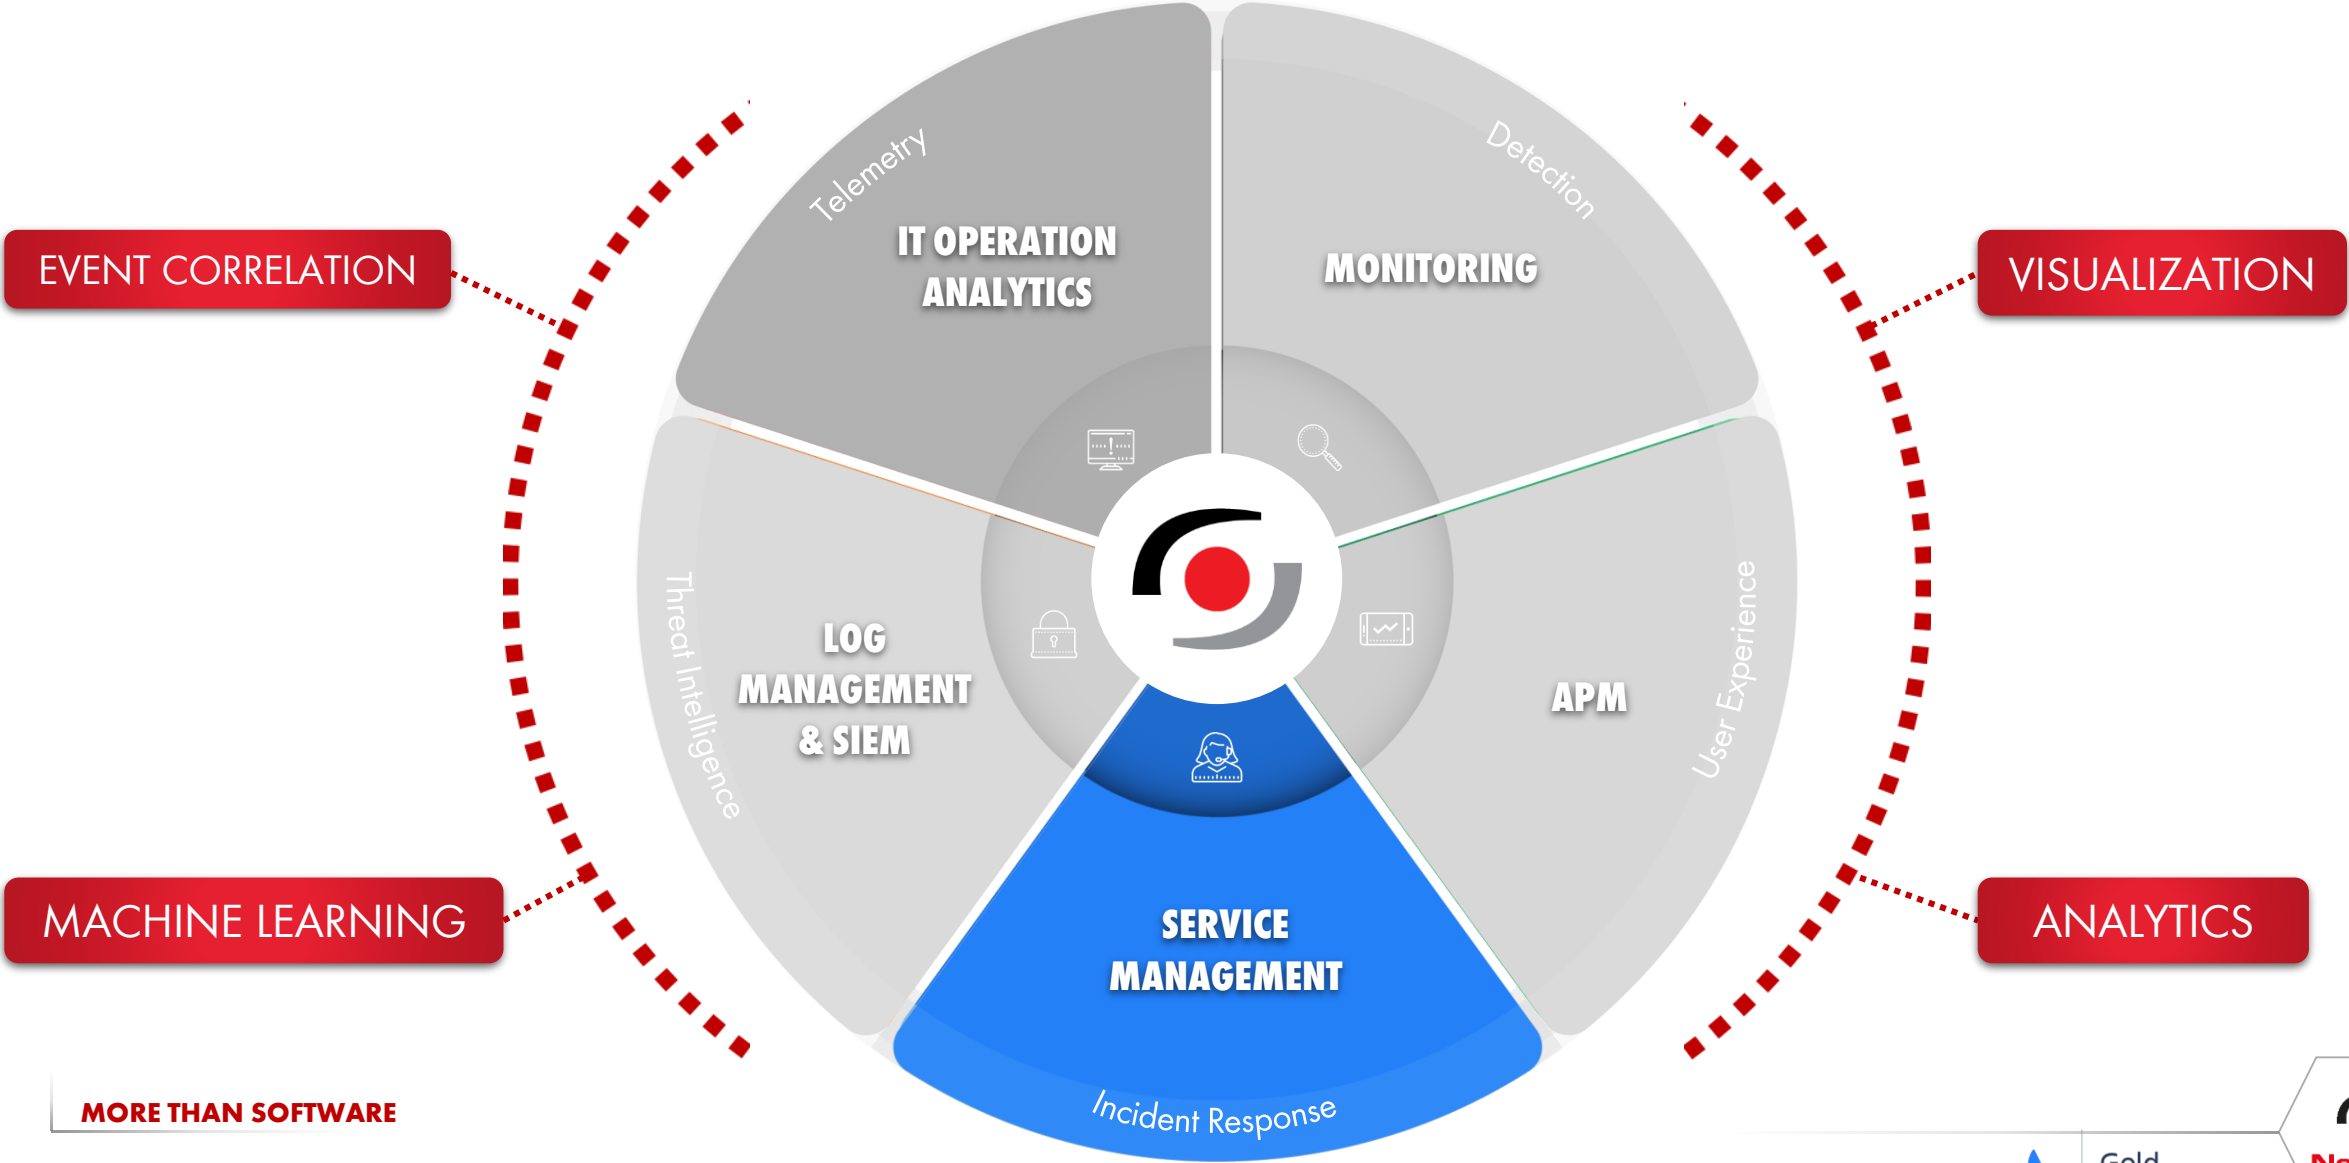 Telemetry
Detection
IT OPERATION
ANALYTICS
MONITORING
EVENT CORRELATION
VISUALIZATION
Threat Intelligence
LOG
MANAGEMENT
& SIEM
APM
User Experience
MACHINE LEARNING
SERVICE
MANAGEMENT
ANALYTICS
Incident Response
MORE THAN SOFTWARE
Gold